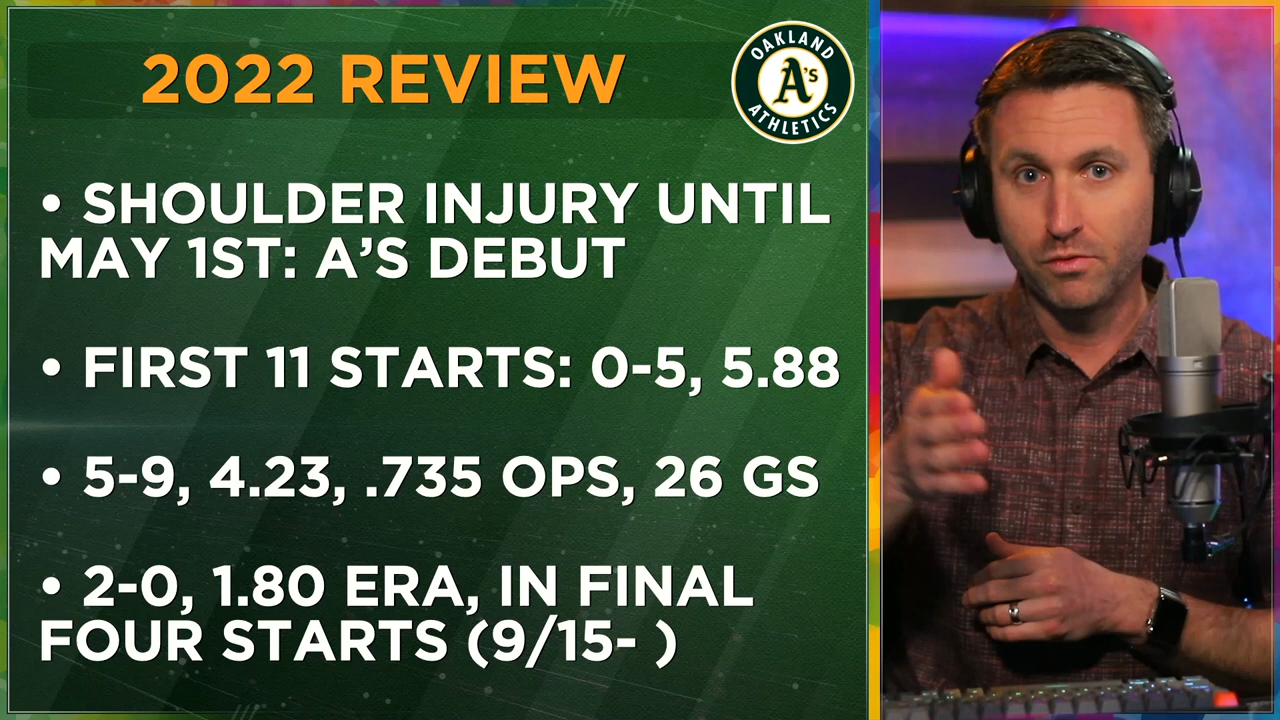 2022 REVIEW
OAKLAND
A's
ATHLETICS
• SHOULDER INJURY UNTIL
MAY 1ST: A’S DEBUT
• FIRST 11 STARTS: 0-5, 5.88
• 5-9, 4.23, .735 OPS, 26 GS
• 2-0, 1.80 ERA, IN FINAL
FOUR STARTS (9/15- )